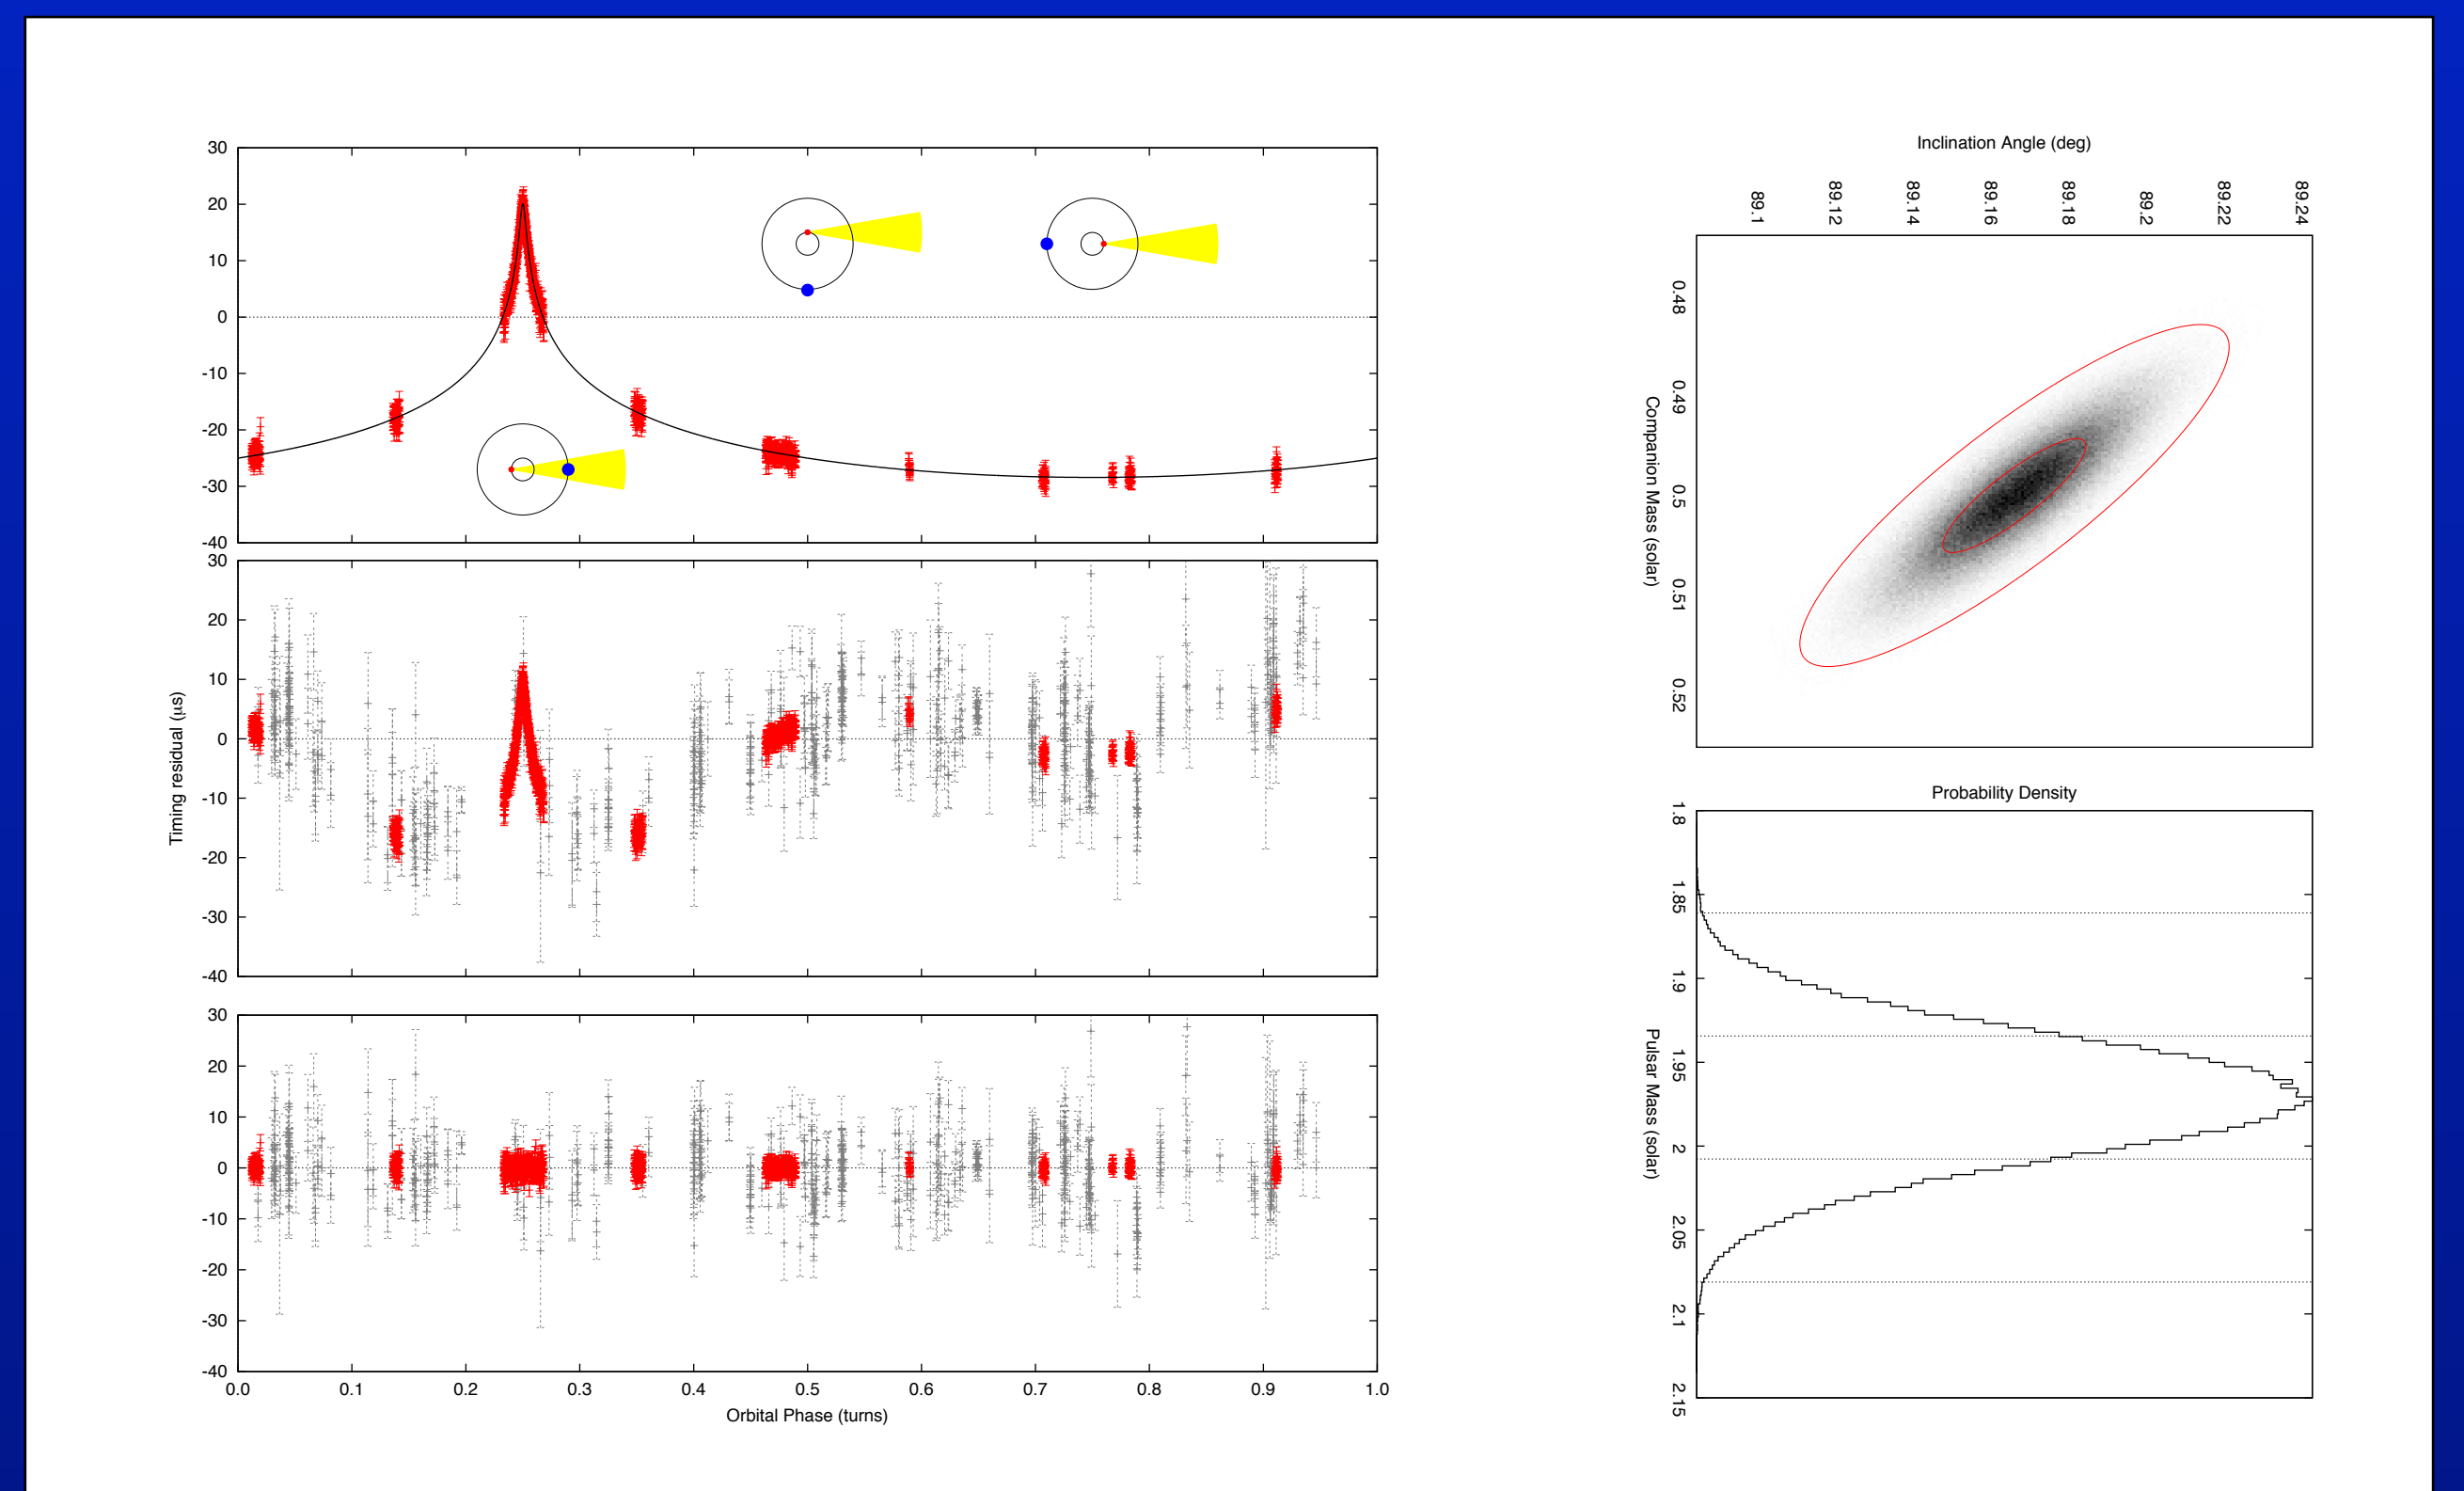 30
20
10
0
-10
-20
-30
-40
30
20
10
0
-10
-20
-30
-40
30
20
10
0
-10
-20
-30
-40
Timing residual (μs)
0.0 0.1 0.2 0.3 0.4 0.5 0.6 0.7 0.8 0.9 1.0
Orbital Phase (turns)
Inclination Angle (deg)
89.1 89.12 89.14 89.16 89.18 89.2 89.22 89.24
0.48 0.49 0.5 0.51 0.52
Companion Mass (solar)
Probability Density
1.8 1.85 1.9 1.95 2 2.05 2.1 2.15
Pulsar Mass (solar)